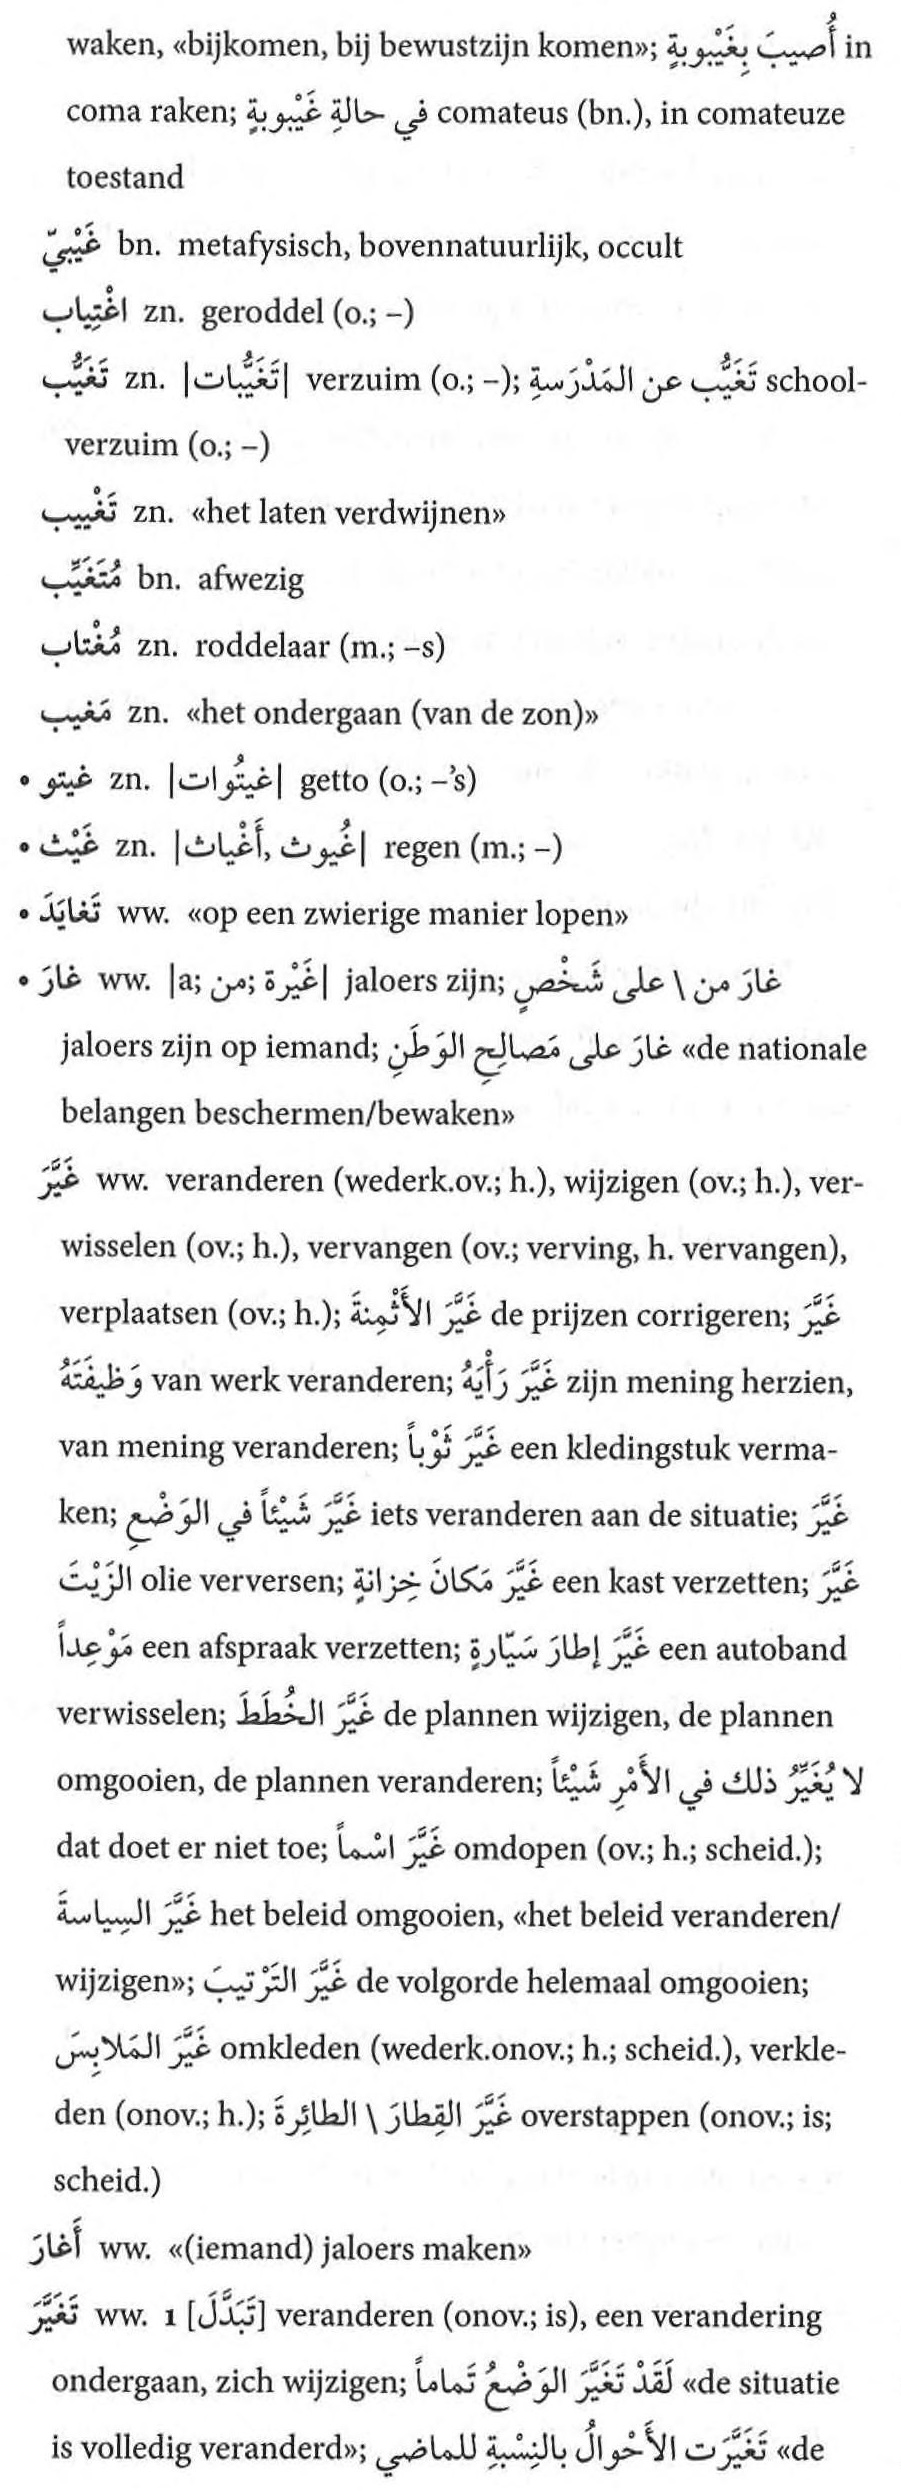 waken, «bijkomen, bij bewustzijn komen»; أُصيبَ بِغَيْبوبةٍ in
coma raken; في حالةِ غَيْبوبةٍ comateus (bn.), in comateuze
toestand
غَيْبيّ bn. metafysisch, bovennatuurlijk, occult
اغْتِياب zn. geroddel (o.; –)
تَغَيُّب zn. |تَغَيُّبات| verzuim (o.; –); تَغَيُّب عن المَدْرَسةِ school-
verzuim (o.; –)
تَغْييب zn. «het laten verdwijnen»
مُتَغَيِّب bn. afwezig
مُغْتاب zn. roddelaar (m.; –s)
مَغيب zn. «het ondergaan (van de zon)»
• غيتو zn. |غيتُوات| getto (o.; –’s)
• غَيْث zn. |غُيوث, أَغْياث| regen (m.; –)
• تَغايَدَ ww. «op een zwierige manier lopen»
• غارَ ww. |a; من; غَيْرة| jaloers zijn; غارَ من \ على شَخْصٍ
jaloers zijn op iemand; غارَ على مَصالِحِ الوَطَنِ «de nationale
belangen beschermen/bewaken»
غَيَّرَ ww. veranderen (wederk.ov.; h.), wijzigen (ov.; h.), ver-
wisselen (ov.; h.), vervangen (ov.; verving, h. vervangen),
verplaatsen (ov.; h.); غَيَّرَ الأَثْمِنةَ de prijzen corrigeren; غَيَّرَ
وَظيفَتَهُ van werk veranderen; غَيَّرَ رَأْيَهُ zijn mening herzien,
van mening veranderen; غَيَّرَ ثَوْباً een kledingstuk verma-
ken; غَيَّرَ شَيْئاً في الوَضْعِ iets veranderen aan de situatie; غَيَّرَ
الزَيْتَ olie verversen; غَيَّرَ مَكانَ خِزانةٍ een kast verzetten; غَيَّرَ
مَوْعِداً een afspraak verzetten; غَيَّرَ إطارَ سَيّارةٍ een autoband
verwisselen; غَيَّرَ الخُطَطَ de plannen wijzigen, de plannen
omgooien, de plannen veranderen; لا يُغَيِّرُ ذلك في الأَمْرِ شَيْئاً
dat doet er niet toe; غَيَّرَ اسْماً omdopen (ov.; h.; scheid.);
غَيَّرَ السِياسةَ het beleid omgooien, «het beleid veranderen/
wijzigen»; غَيَّرَ التَرْتيبَ de volgorde helemaal omgooien;
غَيَّرَ المَلابِسَ omkleden (wederk.onov.; h.; scheid.), verkle-
den (onov.; h.); غَيَّرَ القِطارَ \ الطائِرةَ overstappen (onov.; is;
scheid.)
أَغارَ ww. «(iemand) jaloers maken»
تَغَيَّرَ ww. 1 [تَبَدَّلَ] veranderen (onov.; is), een verandering
ondergaan, zich wijzigen; لَقَدْ تَغَيَّرَ الوَضْعُ تَماماً «de situatie
is volledig veranderd»; تَغَيَّرَت الأَحْوالُ بالنِسْبةِ للماضي «de